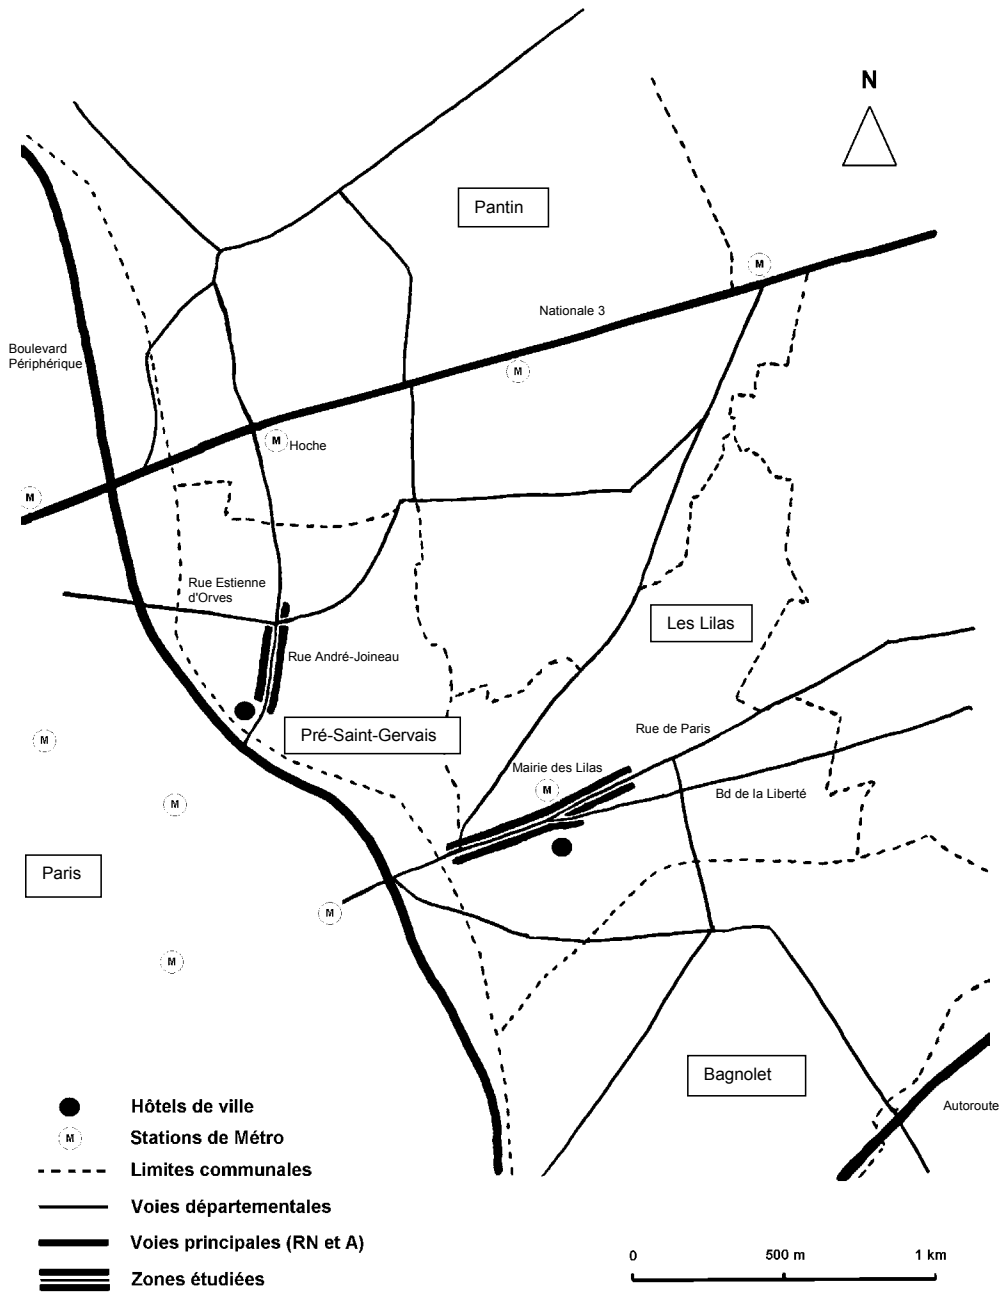 N
Pantin
M
Nationale 3
Boulevard
Périphérique
M
M
Hoche
M
Rue Estienne
d'Orves
Les Lilas
Rue André-Joineau
Pré-Saint-Gervais
Rue de Paris
M
Mairie des Lilas
M
Bd de la Liberté
M
Paris
M
M
Bagnolet
Autoroute
Hôtels de ville
M
Stations de Métro
Limites communales
Voies départementales
Voies principales (RN et A)
Zones étudiées
0 500 m 1 km